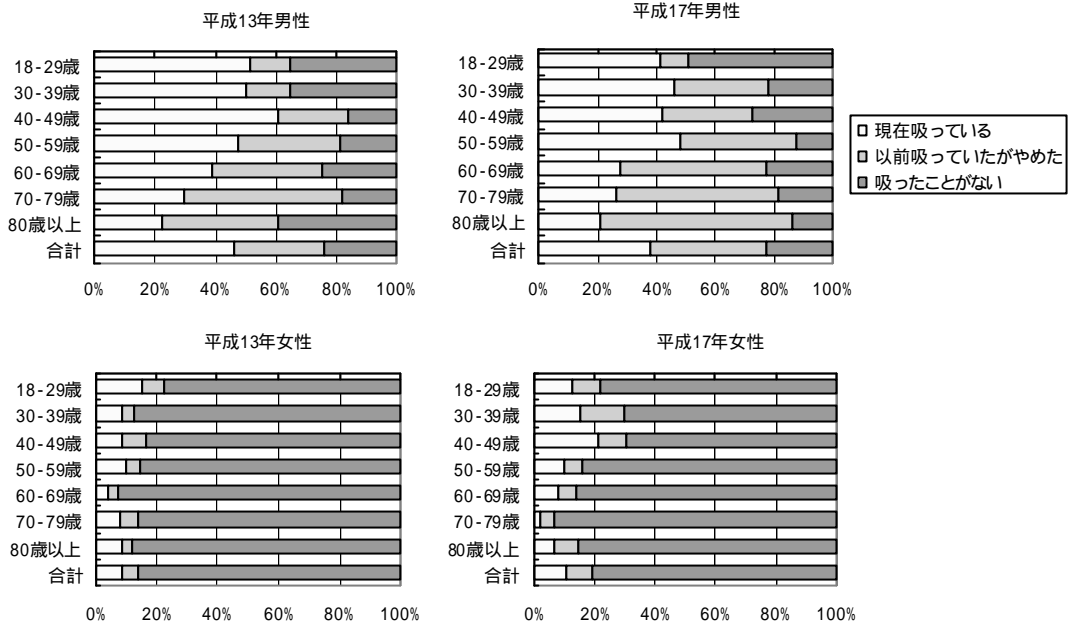 平成13年男性
18-29歳
30-39歳
40-49歳
50-59歳
60-69歳
70-79歳
80歳以上
合計
0% 20% 40% 60% 80% 100%
平成17年男性
18-29歳
30-39歳
40-49歳
50-59歳
60-69歳
70-79歳
80歳以上
合計
0% 20% 40% 60% 80% 100%
現在吸っている
以前吸っていたがやめた
吸ったことがない
平成13年女性
18-29歳
30-39歳
40-49歳
50-59歳
60-69歳
70-79歳
80歳以上
合計
0% 20% 40% 60% 80% 100%
平成17年女性
18-29歳
30-39歳
40-49歳
50-59歳
60-69歳
70-79歳
80歳以上
合計
0% 20% 40% 60% 80% 100%